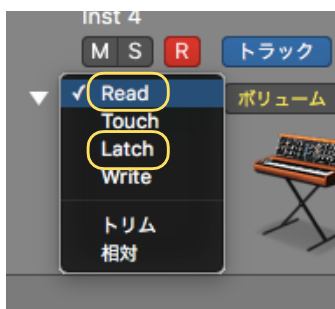 Inst 4
M S R トラック
✓ Read ボリューム
Touch
Latch
Write
トリム
相対